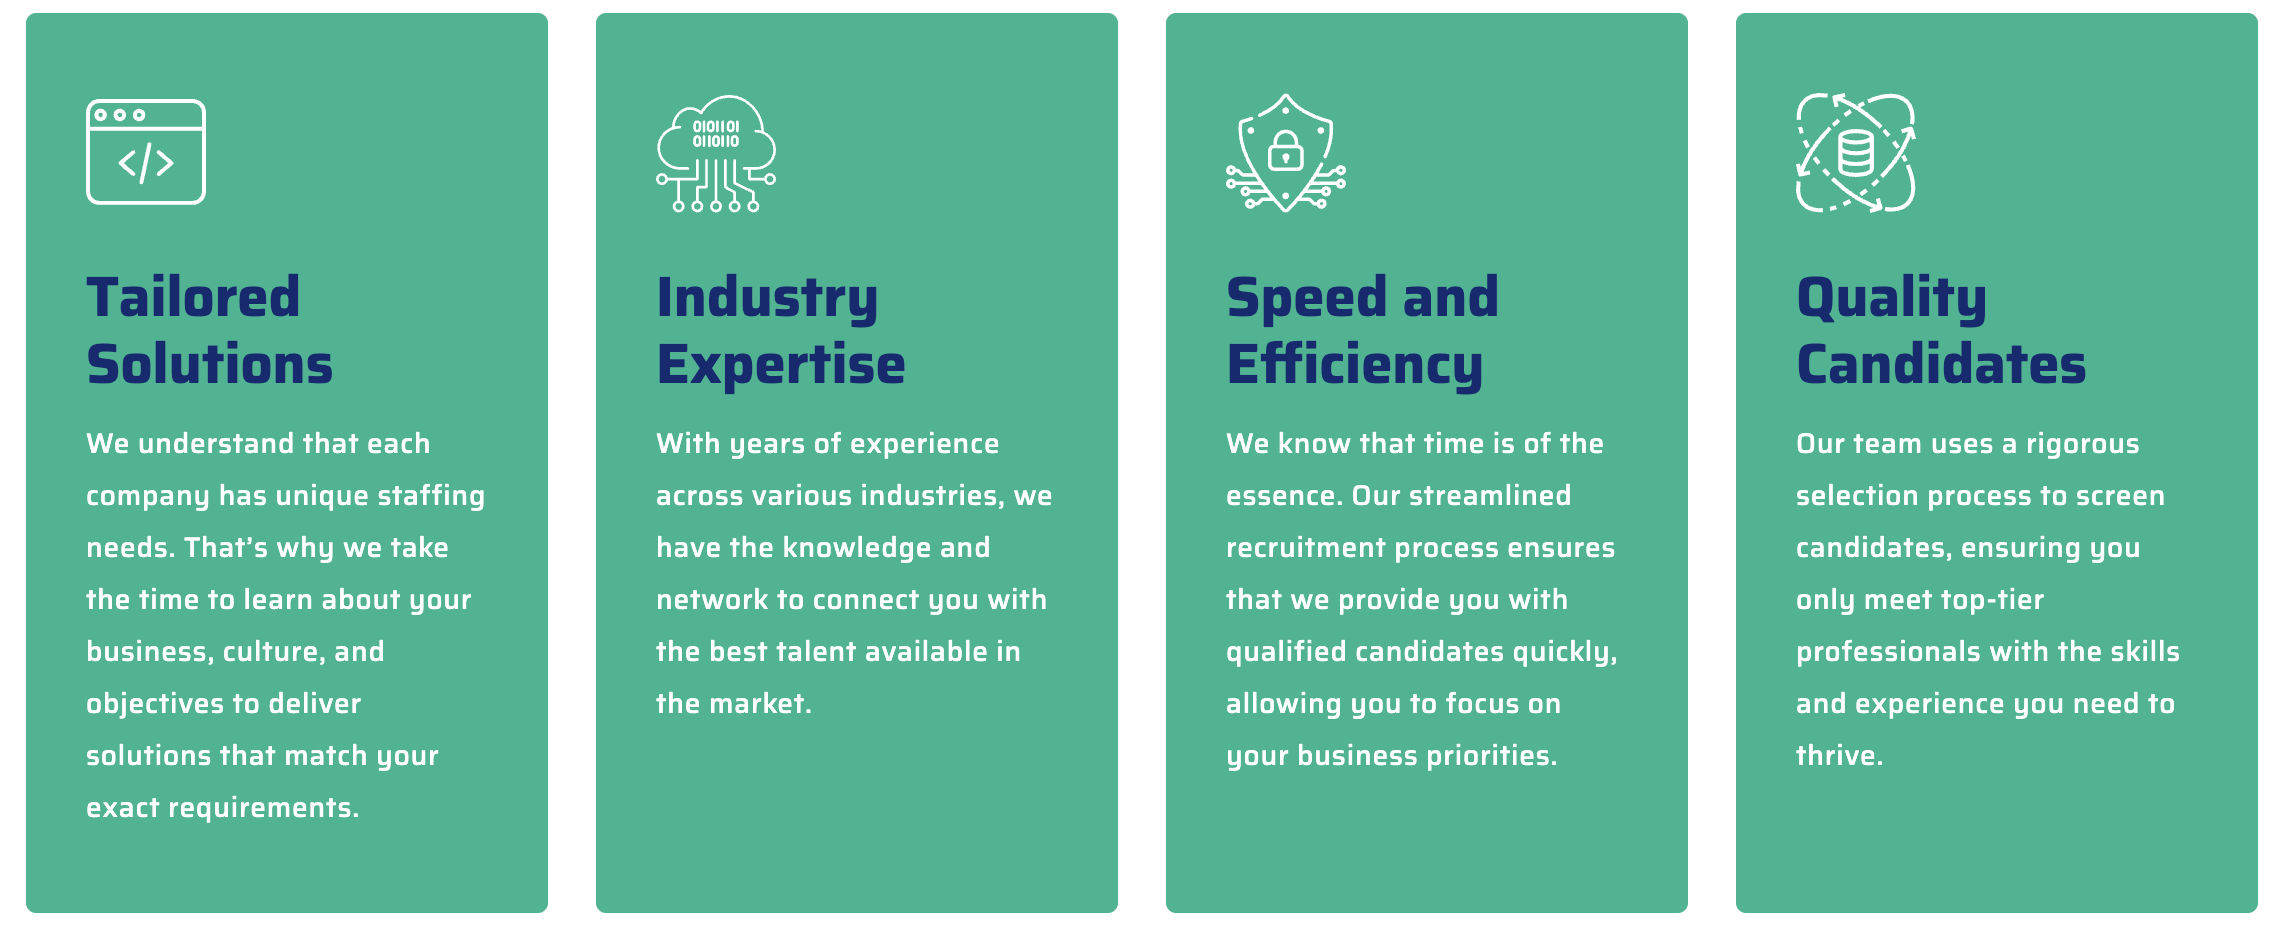 </>
0101101
0110110
Tailored
Solutions
We understand that each
company has unique staffing
needs. That’s why we take
the time to learn about your
business, culture, and
objectives to deliver
solutions that match your
exact requirements.
Industry
Expertise
With years of experience
across various industries, we
have the knowledge and
network to connect you with
the best talent available in
the market.
Speed and
Efficiency
We know that time is of the
essence. Our streamlined
recruitment process ensures
that we provide you with
qualified candidates quickly,
allowing you to focus on
your business priorities.
Quality
Candidates
Our team uses a rigorous
selection process to screen
candidates, ensuring you
only meet top-tier
professionals with the skills
and experience you need to
thrive.